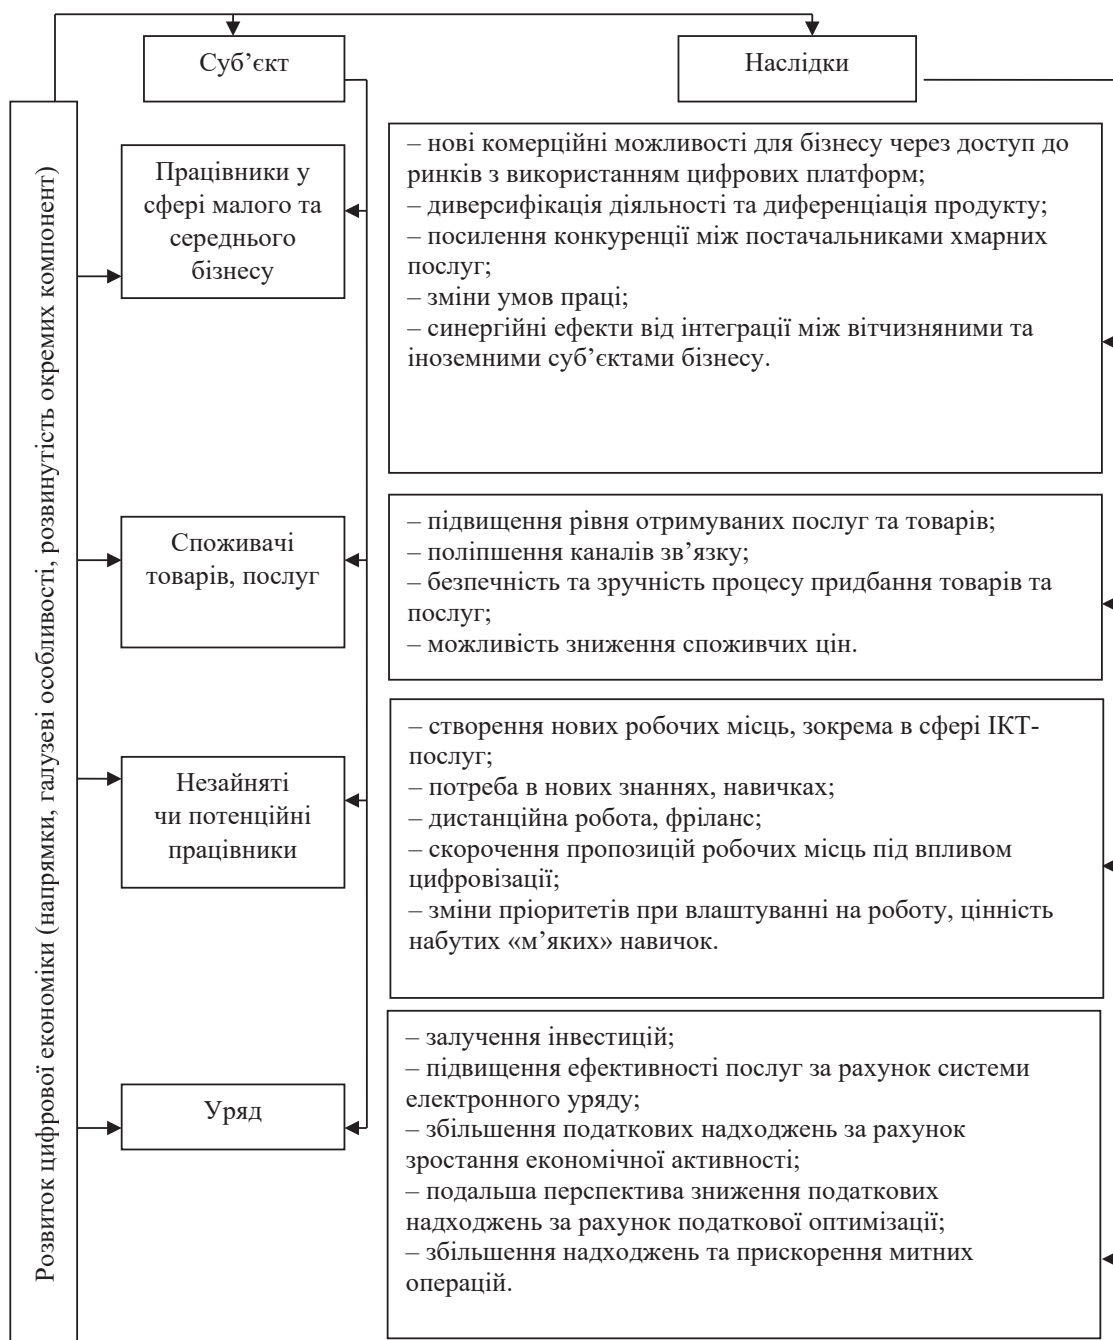 Суб’єкт
Наслідки
Розвиток цифрової економіки (напрямки, галузеві особливості, розвинутість окремих компонент)
Працівники у
сфері малого та
середнього
бізнесу
– нові комерційні можливості для бізнесу через доступ до
ринків з використанням цифрових платформ;
– диверсифікація діяльності та диференціація продукту;
– посилення конкуренції між постачальниками хмарних
послуг;
– зміни умов праці;
– синергійні ефекти від інтеграції між вітчизняними та
іноземними суб’єктами бізнесу.
Споживачі
товарів, послуг
– підвищення рівня отримуваних послуг та товарів;
– поліпшення каналів зв’язку;
– безпечність та зручність процесу придбання товарів та
послуг;
– можливість зниження споживчих цін.
Незайняті
чи потенційні
працівники
– створення нових робочих місць, зокрема в сфері ІКТ-
послуг;
– потреба в нових знаннях, навичках;
– дистанційна робота, фріланс;
– скорочення пропозицій робочих місць під впливом
цифровізації;
– зміни пріоритетів при влаштуванні на роботу, цінність
набутих «м’яких» навичок.
Уряд
– залучення інвестицій;
– підвищення ефективності послуг за рахунок системи
електронного уряду;
– збільшення податкових надходжень за рахунок
зростання економічної активності;
– подальша перспектива зниження податкових
надходжень за рахунок податкової оптимізації;
– збільшення надходжень та прискорення митних
операцій.